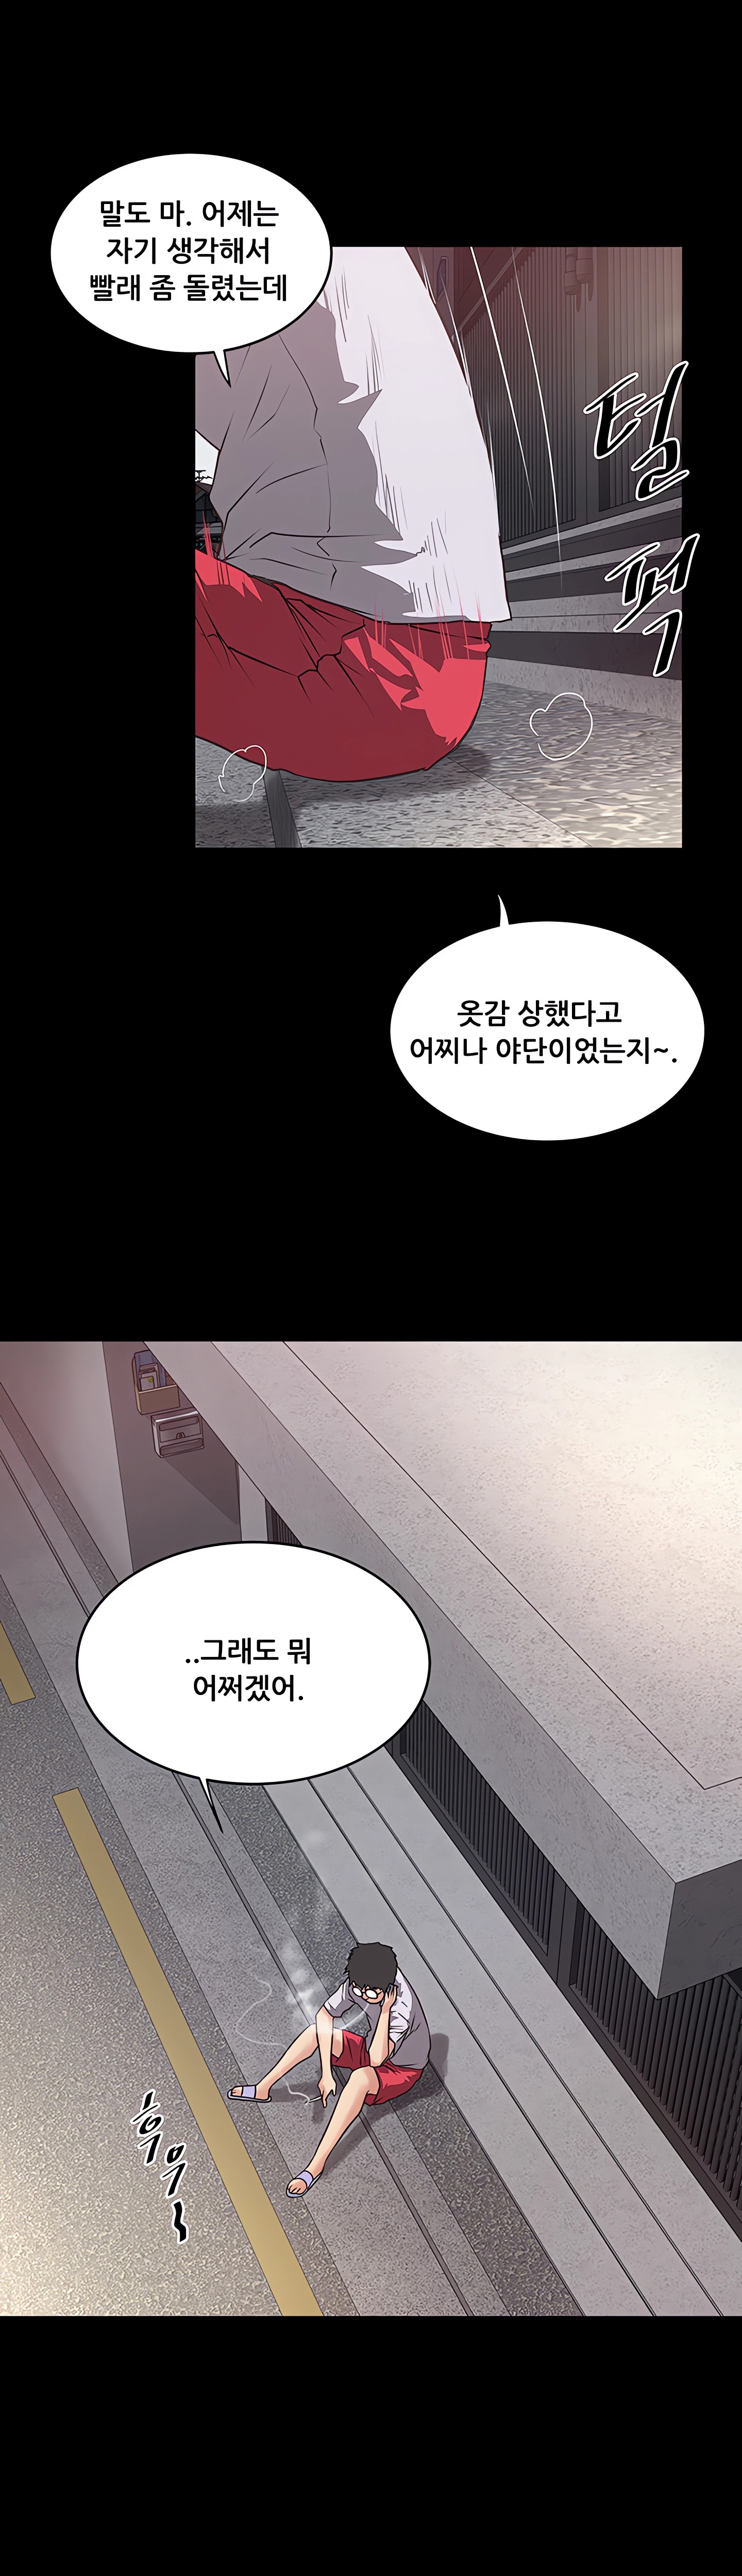 말도 마. 어제는
자기 생각해서
빨래 좀 돌렸는데
털
퍽
옷감 상했다고
어찌나 야단이었는지~.
..그래도 뭐
어쩌겠어.
후우~